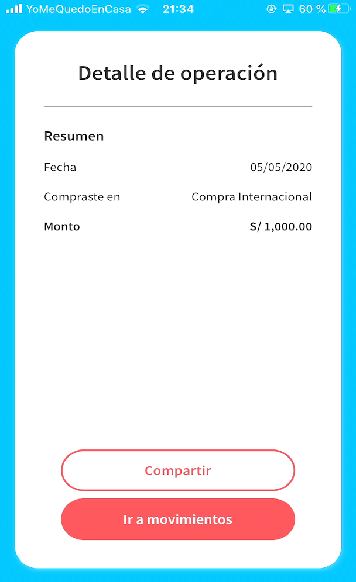 YoMeQuedoEnCasa 21:34 60 %
Detalle de operación
Resumen
Fecha 05/05/2020
Compraste en Compra Internacional
Monto S/ 1,000.00
Compartir
Ir a movimientos